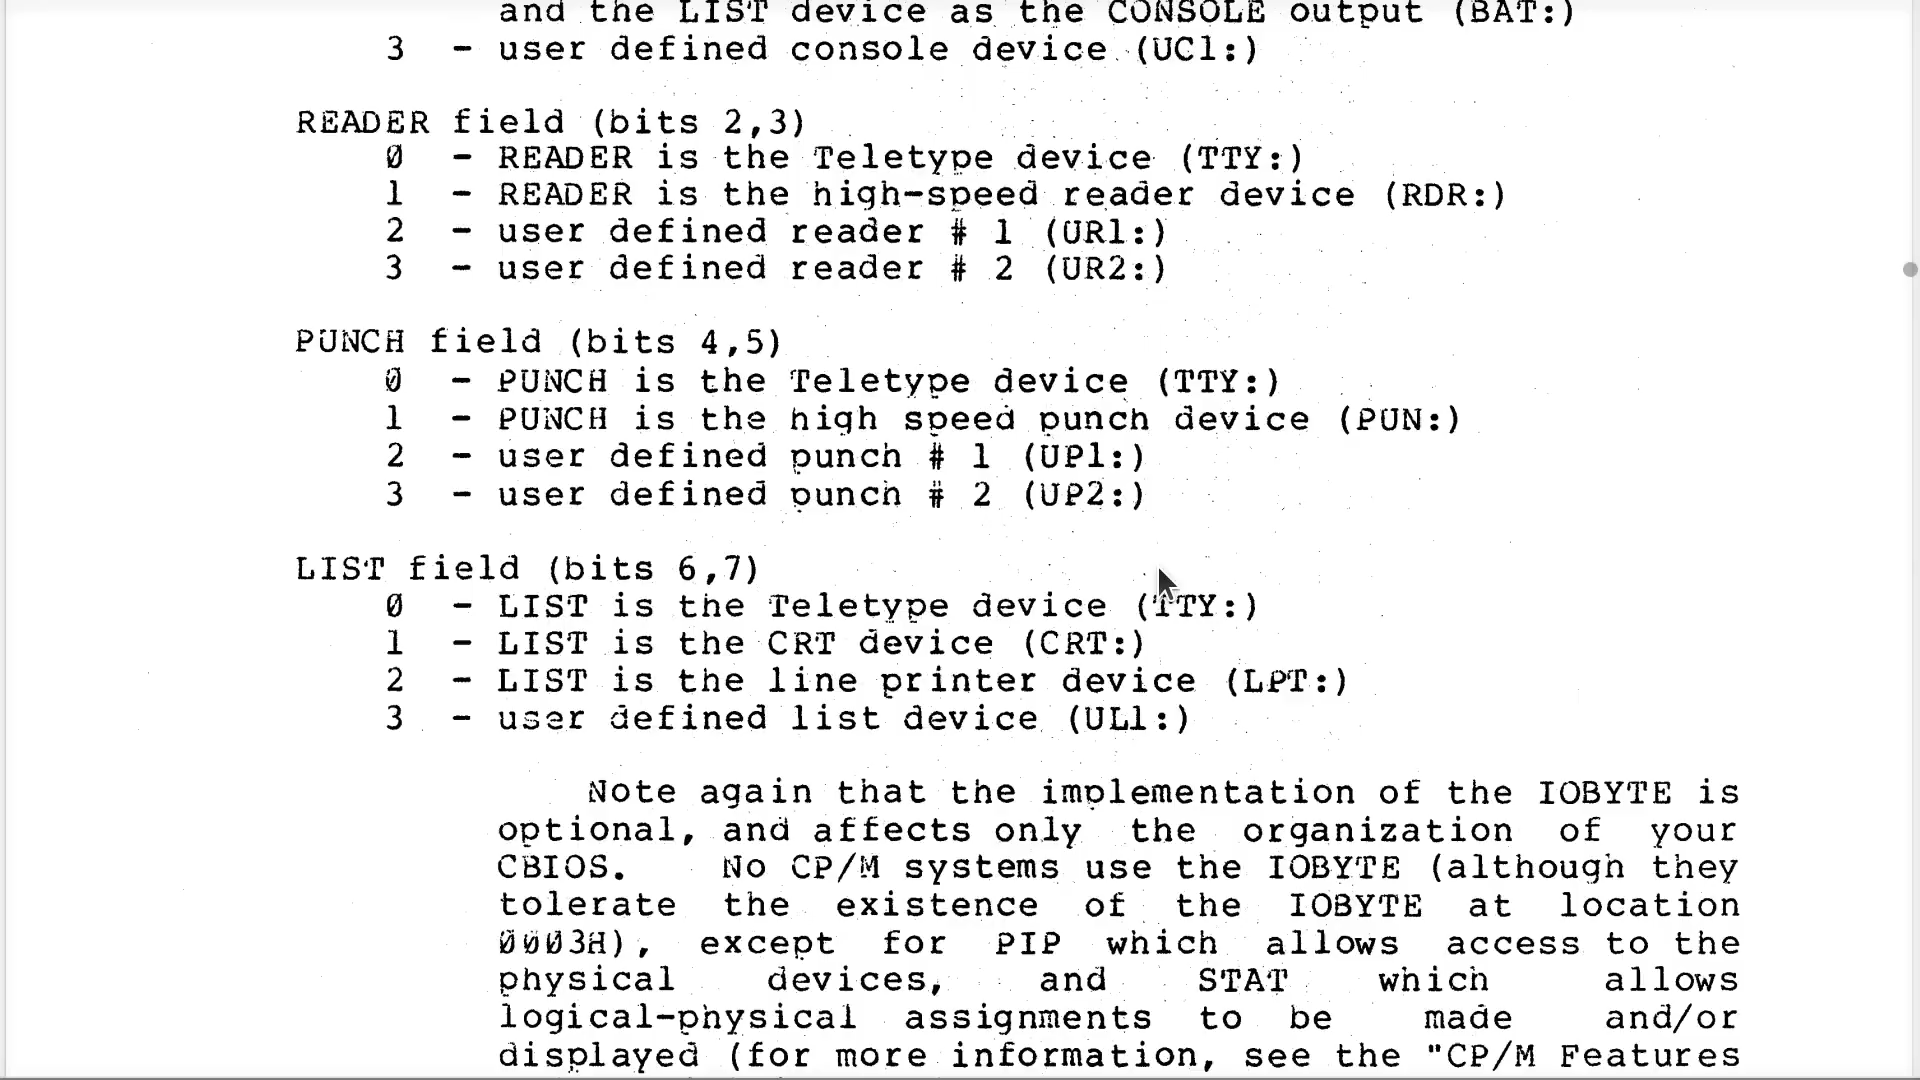 and the LIST device as the CONSOLE output (BAT:)
3 - user defined console device (UC1:)
READER field (bits 2,3)
0 - READER is the Teletype device (TTY:)
1 - READER is the high-speed reader device (RDR:)
2 - user defined reader # 1 (UR1:)
3 - user defined reader # 2 (UR2:)
PUNCH field (bits 4,5)
0 - PUNCH is the Teletype device (TTY:)
1 - PUNCH is the high speed punch device (PUN:)
2 - user defined punch # 1 (UP1:)
3 - user defined punch # 2 (UP2:)
LIST field (bits 6,7)
0 - LIST is the Teletype device (TTY:)
1 - LIST is the CRT device (CRT:)
2 - LIST is the line printer device (LPT:)
3 - user defined list device (UL1:)
Note again that the implementation of the IOBYTE is
optional, and affects only the organization of your
CBIOS. No CP/M systems use the IOBYTE (although they
tolerate the existence of the IOBYTE at location
0003H), except for PIP which allows access to the
physical devices, and STAT which allows
logical-physical assignments to be made and/or
displayed (for more information, see the "CP/M Features